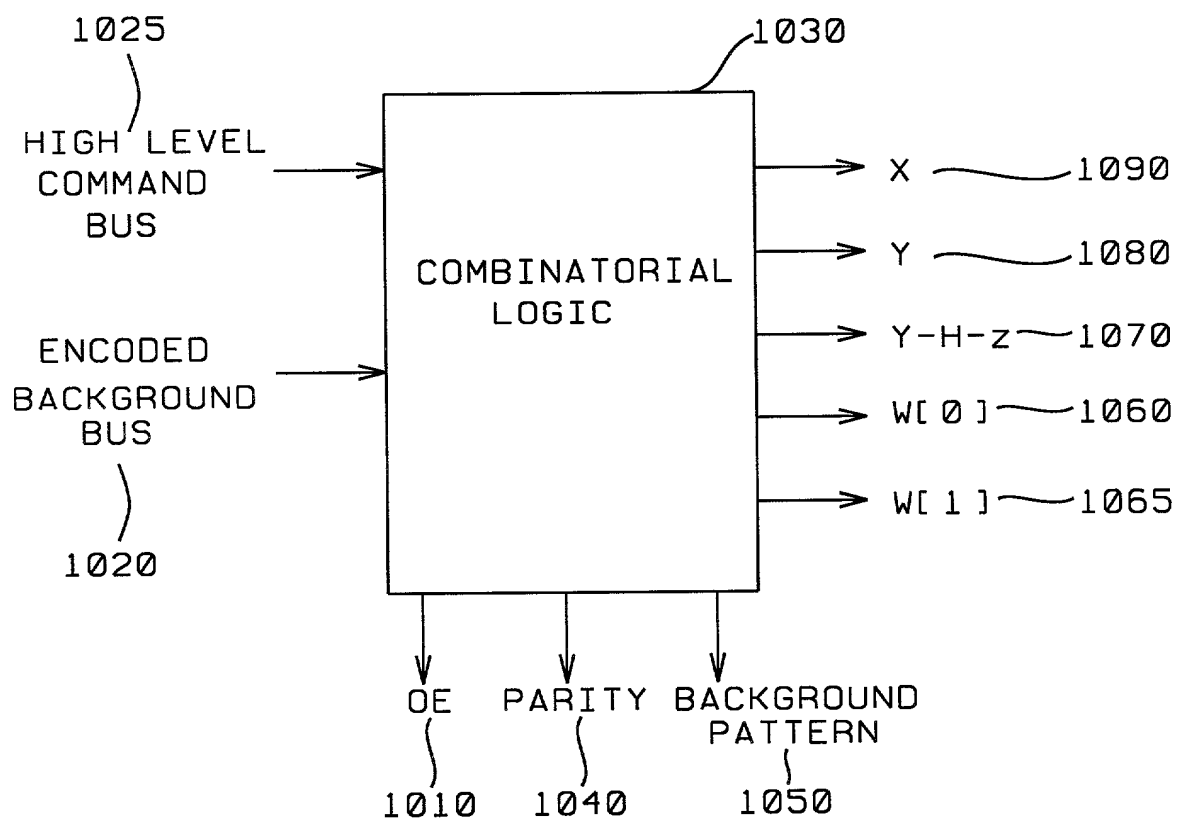 1025
1030
HIGH LEVEL
COMMAND
BUS
X
1090
COMBINATORIAL
LOGIC
Y
1080
Y-H-z
1070
ENCODED
BACKGROUND
BUS
W[0]
1060
W[1]
1065
1020
OE
PARITY
BACKGROUND
PATTERN
1010
1040
1050